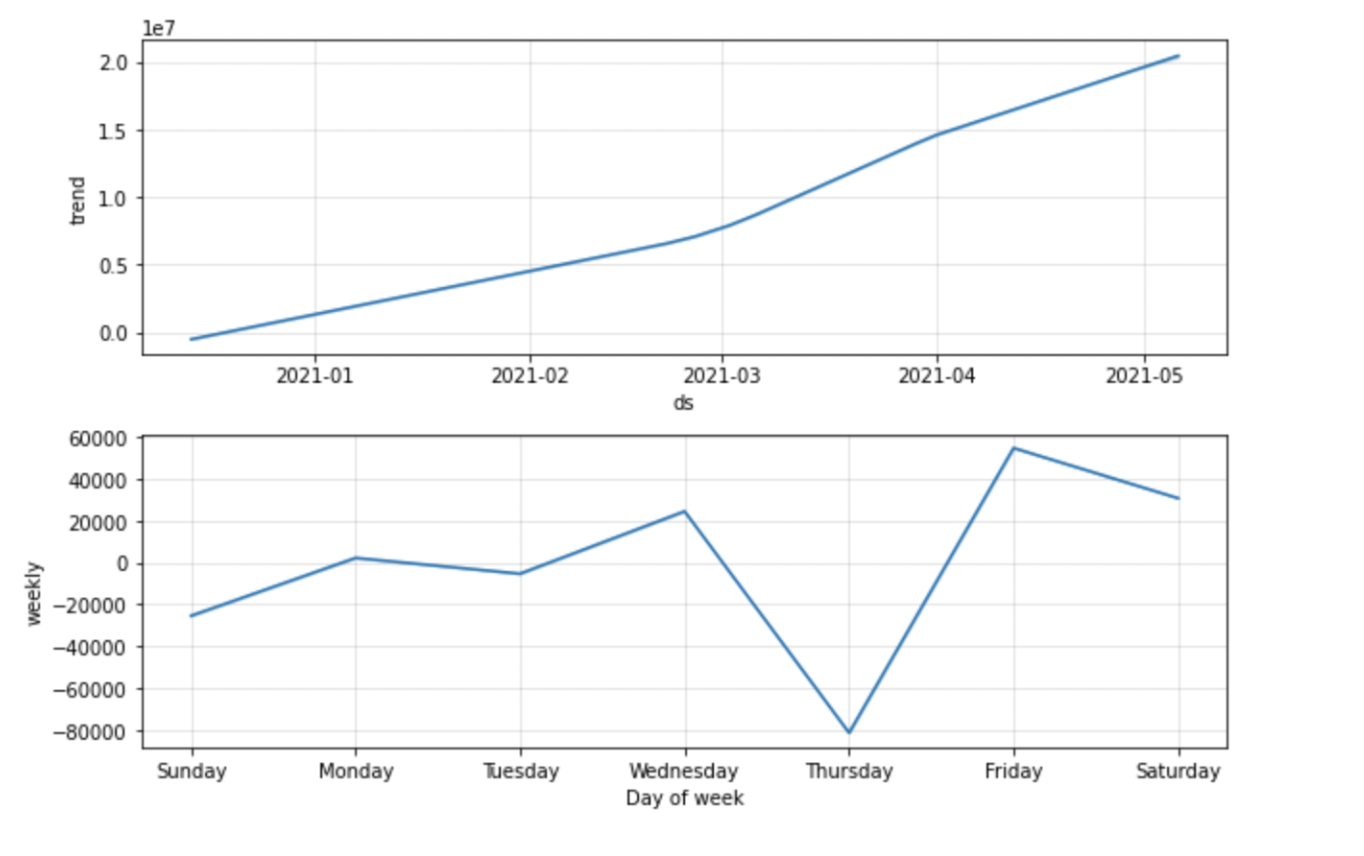 1e7
2.0
1.5
1.0
0.5
0.0
trend
2021-01 2021-02 2021-03 2021-04 2021-05
ds
60000
40000
20000
0
−20000
−40000
−60000
−80000
weekly
Sunday Monday Tuesday Wednesday Thursday Friday Saturday
Day of week